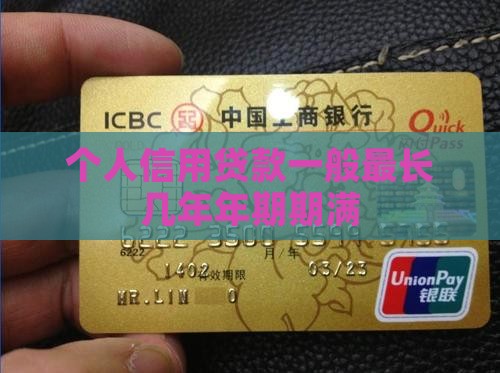 ICBC 中国工商银行 Quick Pass
个人信用贷款一般最长
几年年期期满
6222
月/年
1402 有效期限 03/23
MR.LIN 0
UnionPay
银联